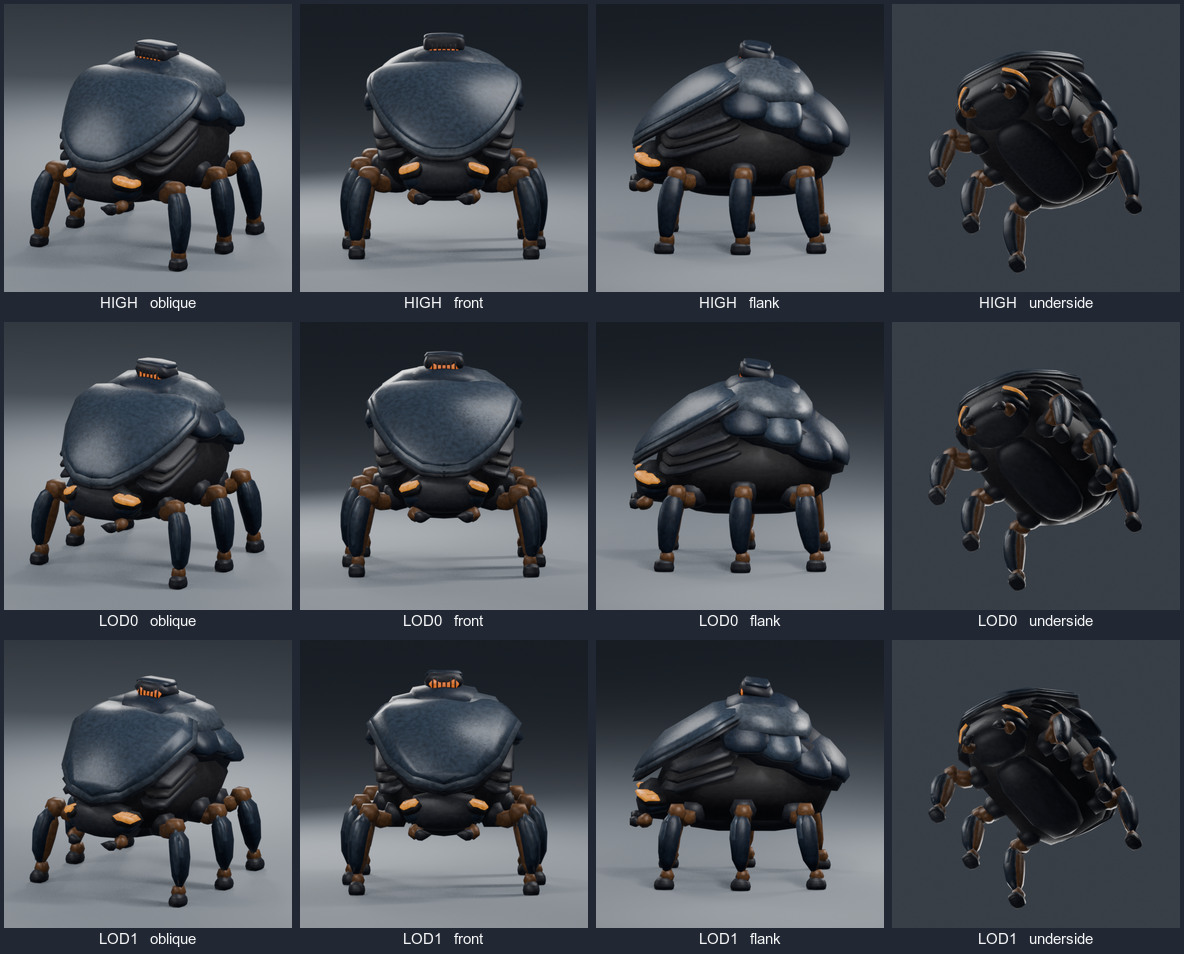 HIGH oblique
HIGH front
HIGH flank
HIGH underside
LOD0 oblique
LOD0 front
LOD0 flank
LOD0 underside
LOD1 oblique
LOD1 front
LOD1 flank
LOD1 underside